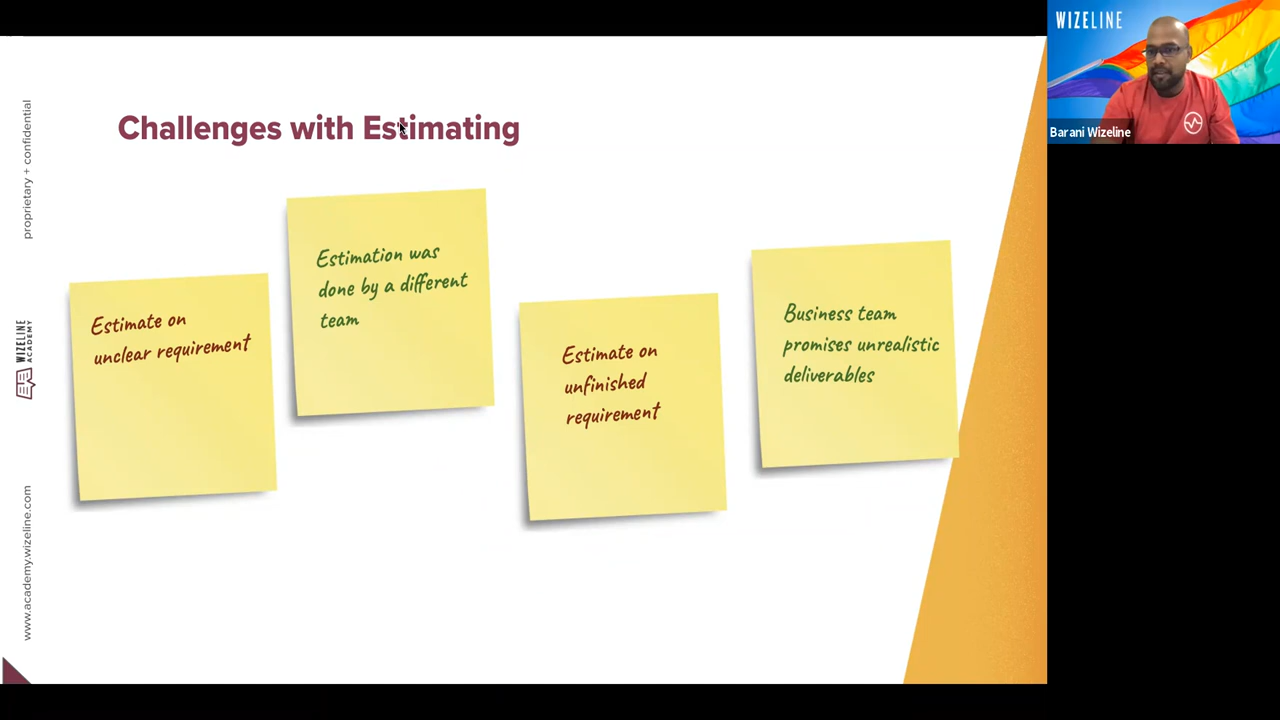 Challenges with Estimating
Estimate on
unclear requirement
Estimation was
done by a different
team
Estimate on
unfinished
requirement
Business team
promises unrealistic
deliverables
proprietary + confidential
WIZELINE
ACADEMY
www.academy.wizeline.com
WIZELINE
Barani Wizeline